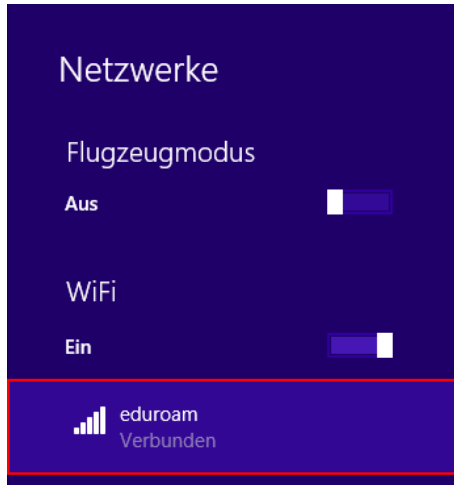 Netzwerke
Flugzeugmodus
Aus
WiFi
Ein
eduroam
Verbunden